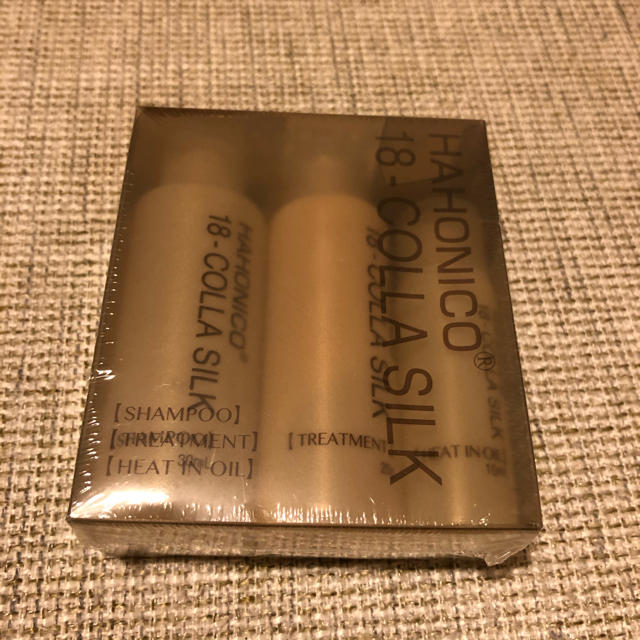 HAHONICO®
18-COLLA SILK
HAHONICO®
18-COLLA SILK
18-COLLA SILK
SILK
【SHAMPOO】
【TREATMENT】
【HEAT IN OIL】
30mL
【TREATMENT
HEAT IN OIL